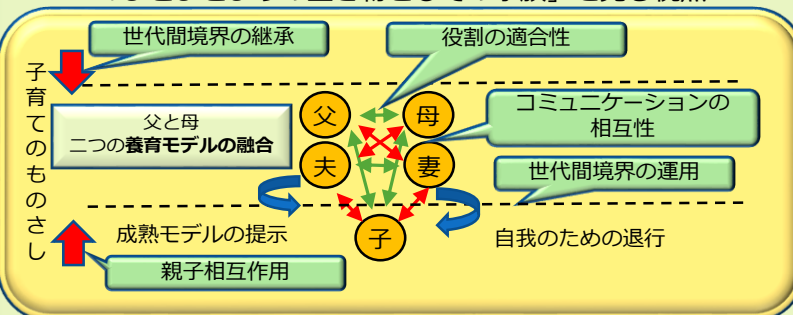 世代間境界の継承
役割の適合性
子育てのものさし
父と母
二つの養育モデルの融合
父
母
コミュニケーションの
相互性
夫
妻
世代間境界の運用
子
成熟モデルの提示
自我のための退行
親子相互作用